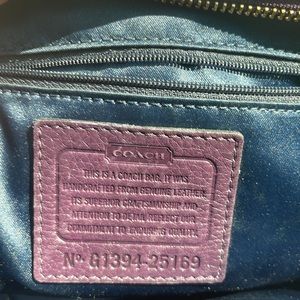 COACH
THIS IS A COACH BAG. IT WAS
HANDCRAFTED FROM GENUINE LEATHER.
ITS SUPERIOR CRAFTSMANSHIP AND
ATTENTION TO DETAIL REFLECT OUR
COMMITMENT TO ENDURING QUALITY.
Nº G1394-25169